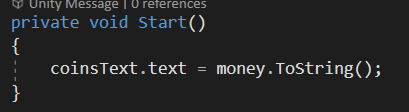 Unity Message | 0 references
private void Start()
{
coinsText.text = money.ToString();
}